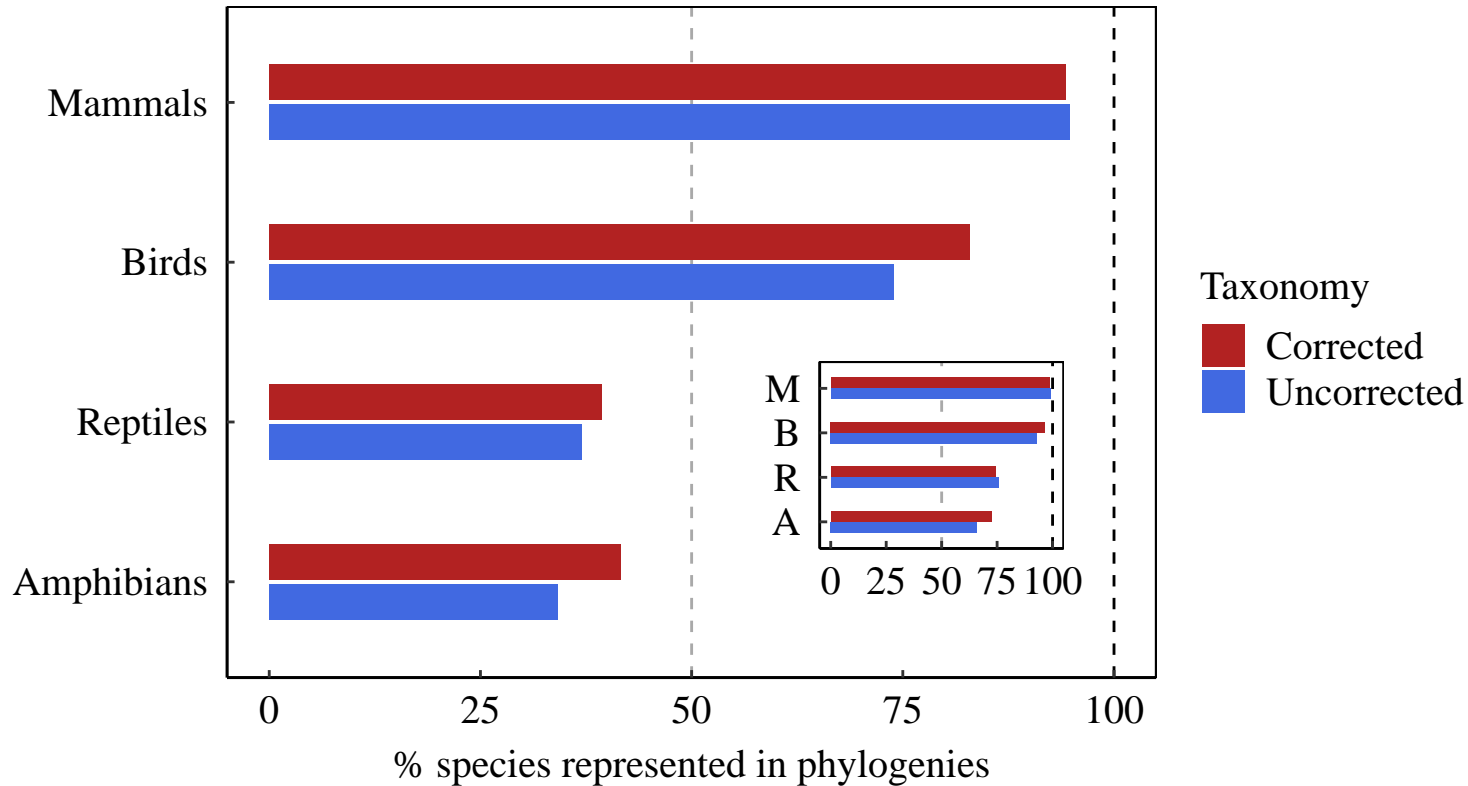 Mammals
Birds
Reptiles
Amphibians
0 25 50 75 100
% species represented in phylogenies
M
B
R
A
0 25 50 75 100
Taxonomy
Corrected
Uncorrected